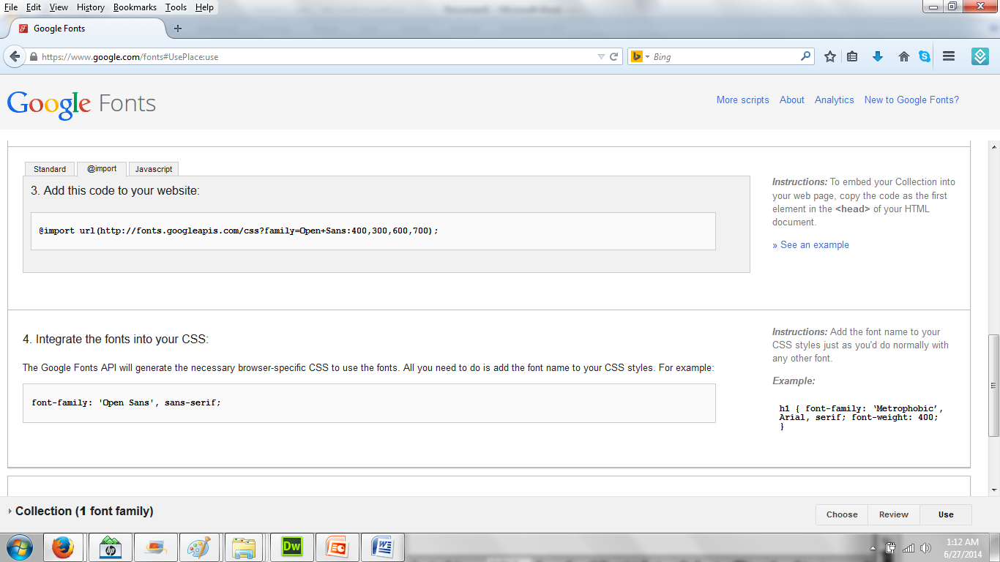 File Edit View History Bookmarks Tools Help
Google Fonts
https://www.google.com/fonts#UsePlace:use
Bing
Google Fonts
More scripts About Analytics New to Google Fonts?
Standard @import Javascript
3. Add this code to your website:
@import url(http://fonts.googleapis.com/css?family=Open+Sans:400,300,600,700);
Instructions: To embed your Collection into
your web page, copy the code as the first
element in the <head> of your HTML
document.
» See an example
4. Integrate the fonts into your CSS:
The Google Fonts API will generate the necessary browser-specific CSS to use the fonts. All you need to do is add the font name to your CSS styles. For example:
font-family: 'Open Sans', sans-serif;
Instructions: Add the font name to your
CSS styles just as you'd do normally with
any other font.
Example:
h1 { font-family: ‘Metrophobic’,
Arial, serif; font-weight: 400;
}
Collection (1 font family)
Choose Review Use
hp
Dw
1:12 AM
6/27/2014